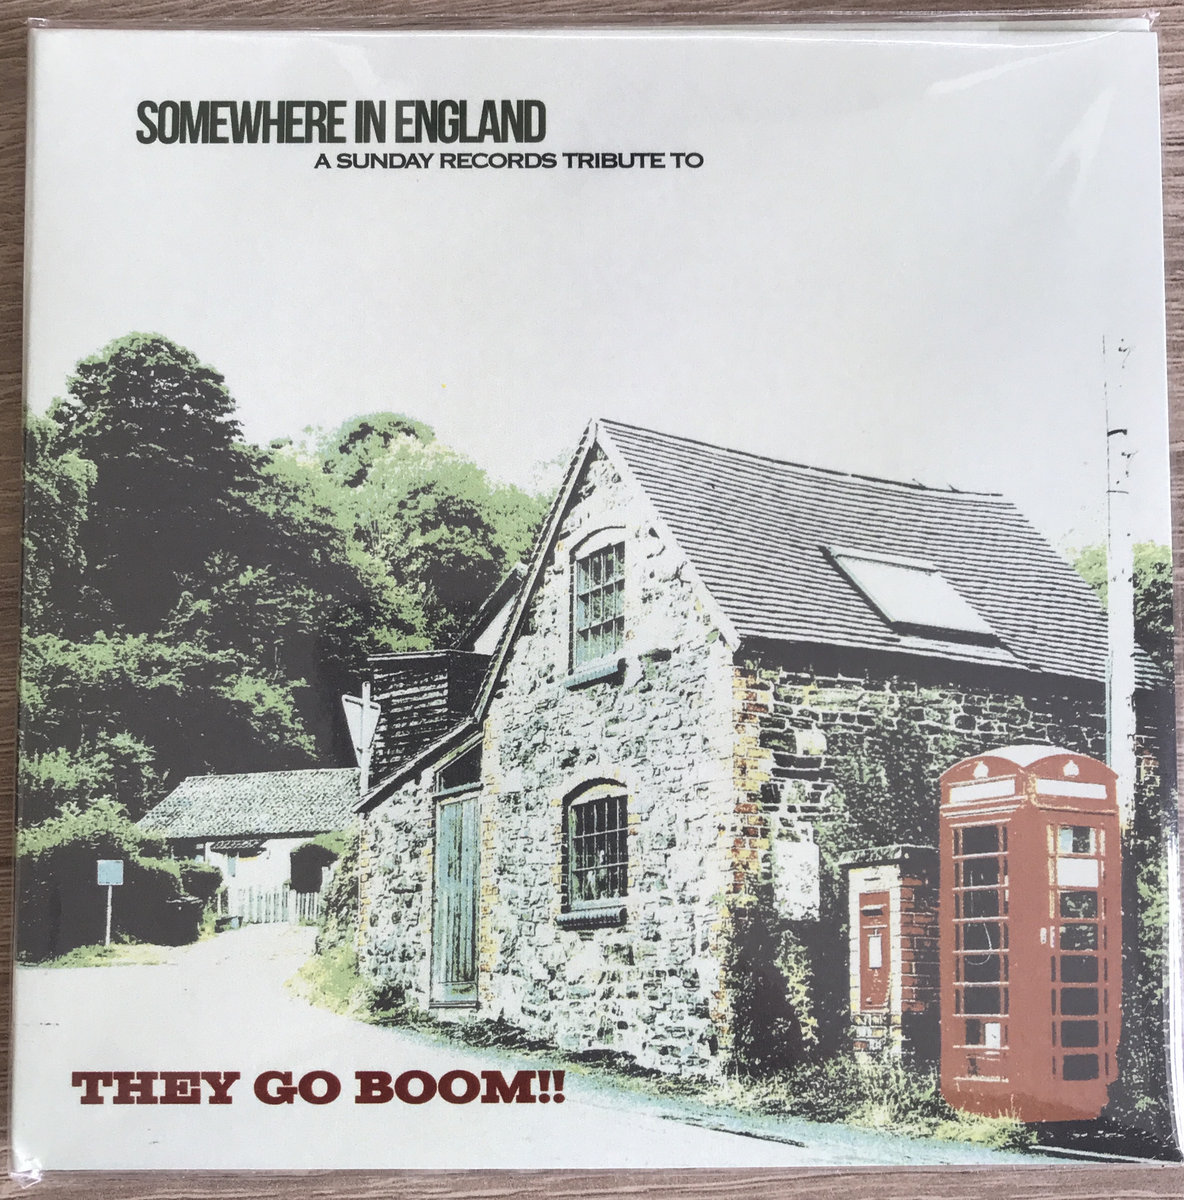 SOMEWHERE IN ENGLAND
A SUNDAY RECORDS TRIBUTE TO
THEY GO BOOM!!